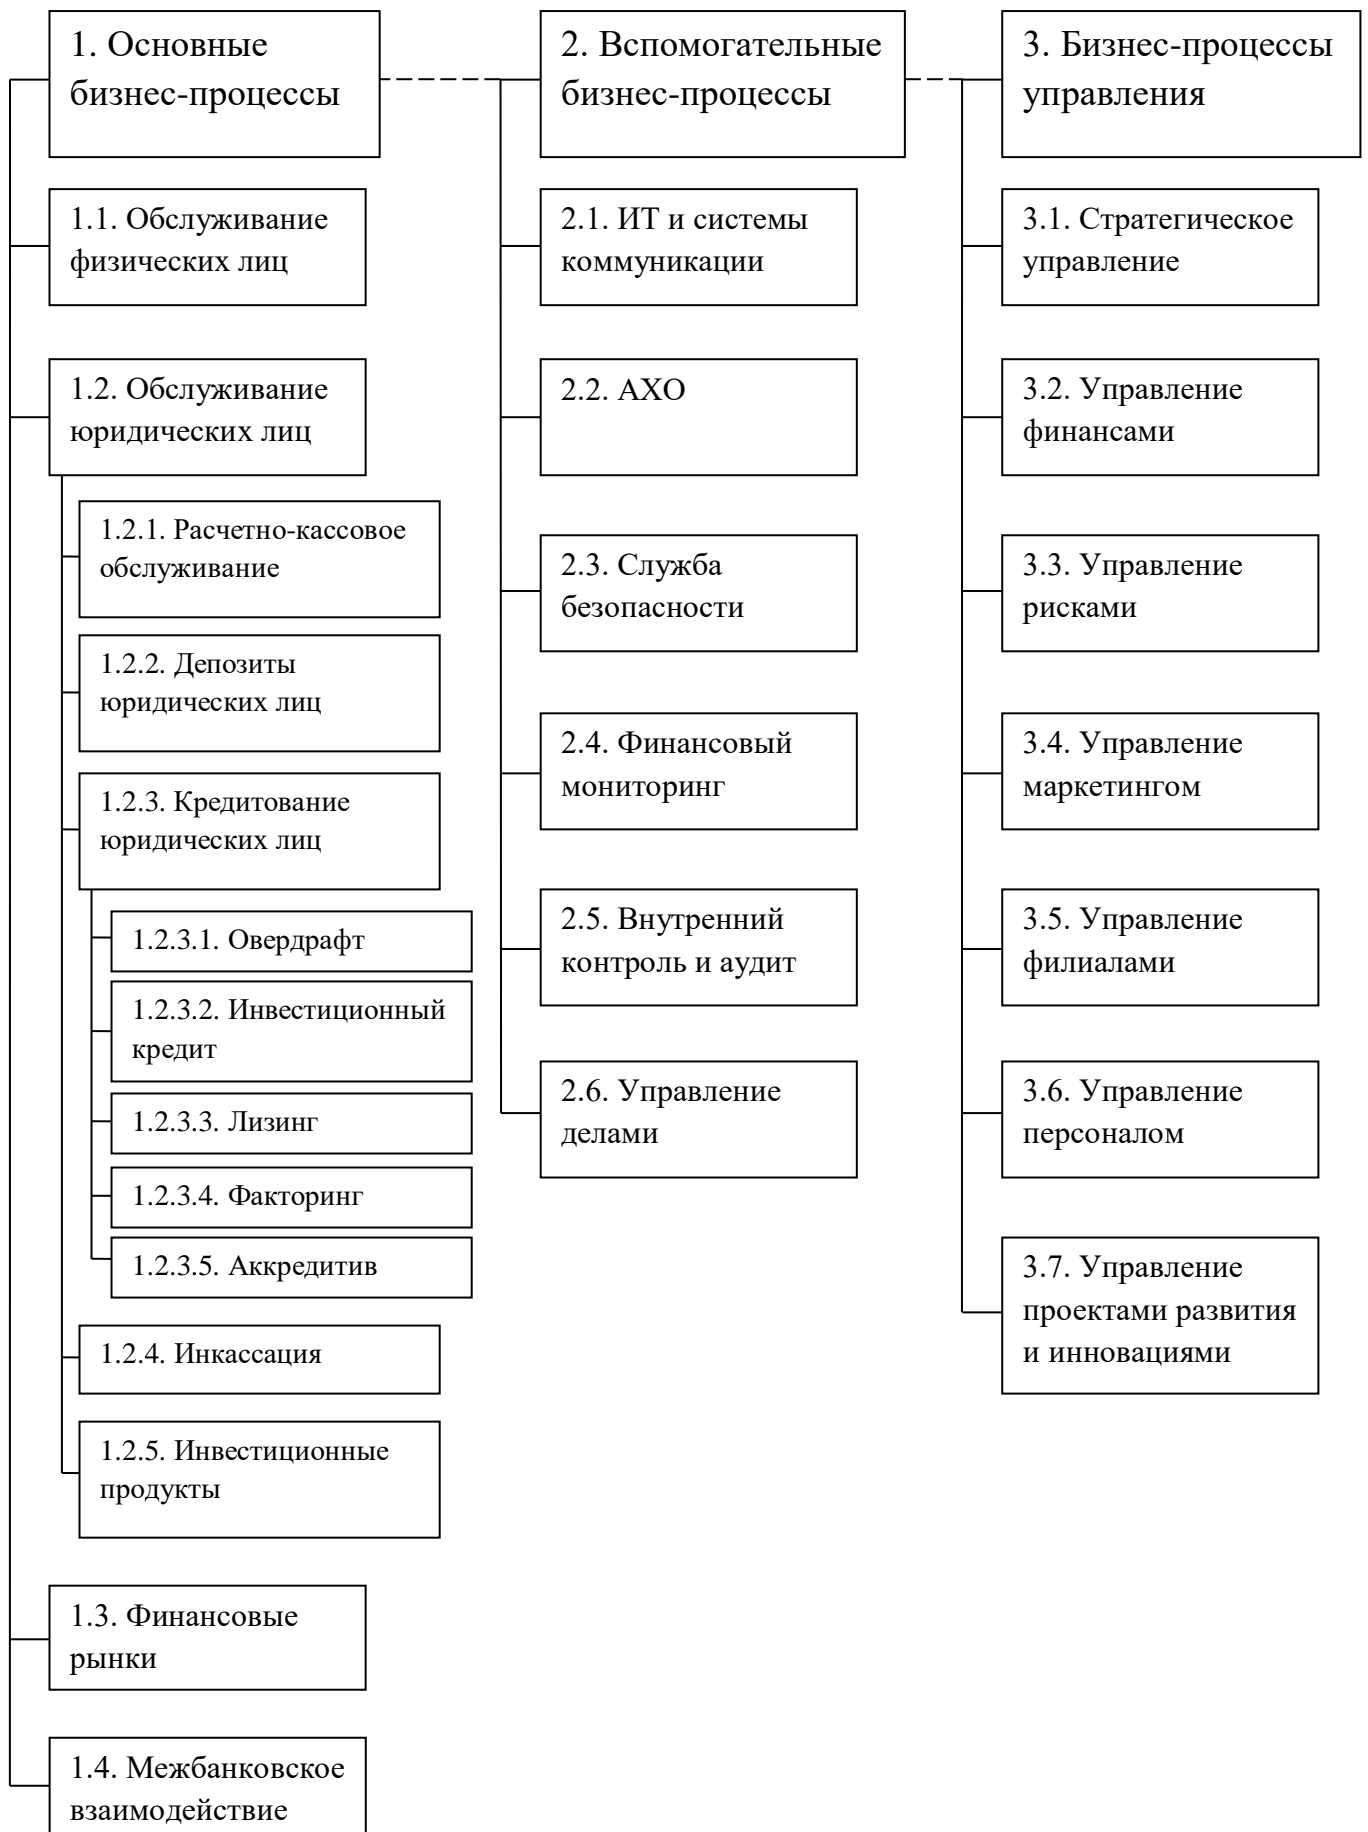 1. Основные
бизнес-процессы
1.1. Обслуживание
физических лиц
1.2. Обслуживание
юридических лиц
1.2.1. Расчетно-кассовое
обслуживание
1.2.2. Депозиты
юридических лиц
1.2.3. Кредитование
юридических лиц
1.2.3.1. Овердрафт
1.2.3.2. Инвестиционный
кредит
1.2.3.3. Лизинг
1.2.3.4. Факторинг
1.2.3.5. Аккредитив
1.2.4. Инкассация
1.2.5. Инвестиционные
продукты
1.3. Финансовые
рынки
1.4. Межбанковское
взаимодействие
2. Вспомогательные
бизнес-процессы
2.1. ИТ и системы
коммуникации
2.2. АХО
2.3. Служба
безопасности
2.4. Финансовый
мониторинг
2.5. Внутренний
контроль и аудит
2.6. Управление
делами
3. Бизнес-процессы
управления
3.1. Стратегическое
управление
3.2. Управление
финансами
3.3. Управление
рисками
3.4. Управление
маркетингом
3.5. Управление
филиалами
3.6. Управление
персоналом
3.7. Управление
проектами развития
и инновациями